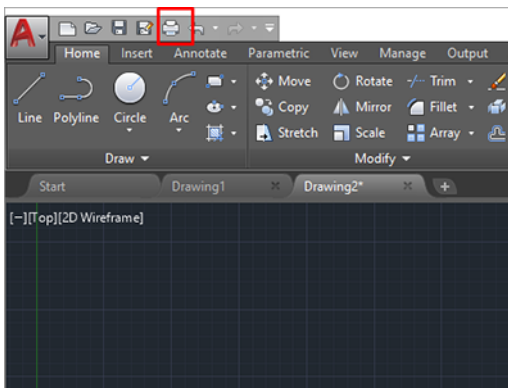 A
Home Insert Annotate Parametric View Manage Output
Line Polyline Circle Arc
Move Rotate Trim
Copy Mirror Fillet
Stretch Scale Array
Draw Modify
Start Drawing1 Drawing2* +
[−][Top][2D Wireframe]